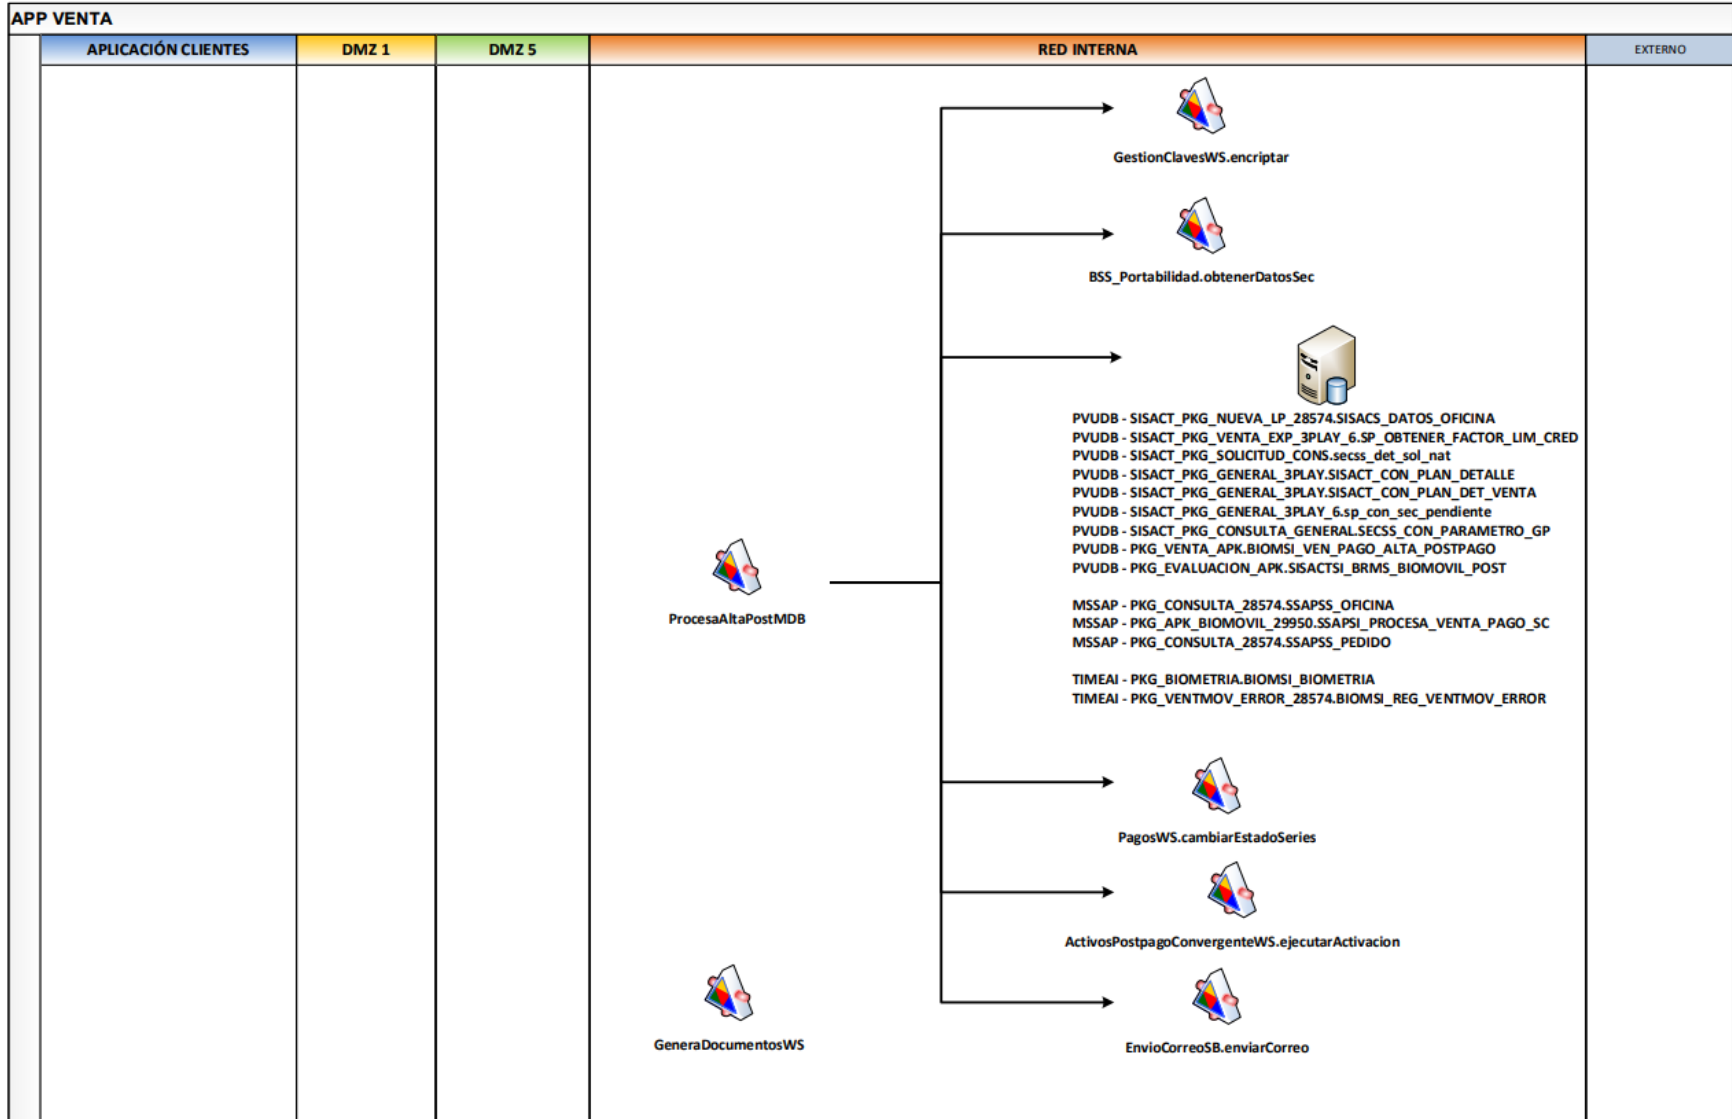 APP VENTA
APLICACIÓN CLIENTES
DMZ 1
DMZ 5
RED INTERNA
EXTERNO
GestionClavesWS.encriptar
BSS_Portabilidad.obtenerDatosSec
PVUDB - SISACT_PKG_NUEVA_LP_28574.SISACS_DATOS_OFICINA
PVUDB - SISACT_PKG_VENTA_EXP_3PLAY_6.SP_OBTENER_FACTOR_LIM_CRED
PVUDB - SISACT_PKG_SOLICITUD_CONS.secss_det_sol_nat
PVUDB - SISACT_PKG_GENERAL_3PLAY.SISACT_CON_PLAN_DETALLE
PVUDB - SISACT_PKG_GENERAL_3PLAY.SISACT_CON_PLAN_DET_VENTA
PVUDB - SISACT_PKG_GENERAL_3PLAY_6.sp_con_sec_pendiente
PVUDB - SISACT_PKG_CONSULTA_GENERAL.SECSS_CON_PARAMETRO_GP
PVUDB - PKG_VENTA_APK.BIOMSI_VEN_PAGO_ALTA_POSTPAGO
PVUDB - PKG_EVALUACION_APK.SISACTSI_BRMS_BIOMOVIL_POST
MSSAP - PKG_CONSULTA_28574.SSAPSS_OFICINA
MSSAP - PKG_APK_BIOMOVIL_29950.SSAPSI_PROCESA_VENTA_PAGO_SC
MSSAP - PKG_CONSULTA_28574.SSAPSS_PEDIDO
TIMEAI - PKG_BIOMETRIA.BIOMSI_BIOMETRIA
TIMEAI - PKG_VENTMOV_ERROR_28574.BIOMSI_REG_VENTMOV_ERROR
ProcesaAltaPostMDB
PagosWS.cambiarEstadoSeries
ActivosPostpagoConvergenteWS.ejecutarActivacion
GeneraDocumentosWS
EnvioCorreoSB.enviarCorreo